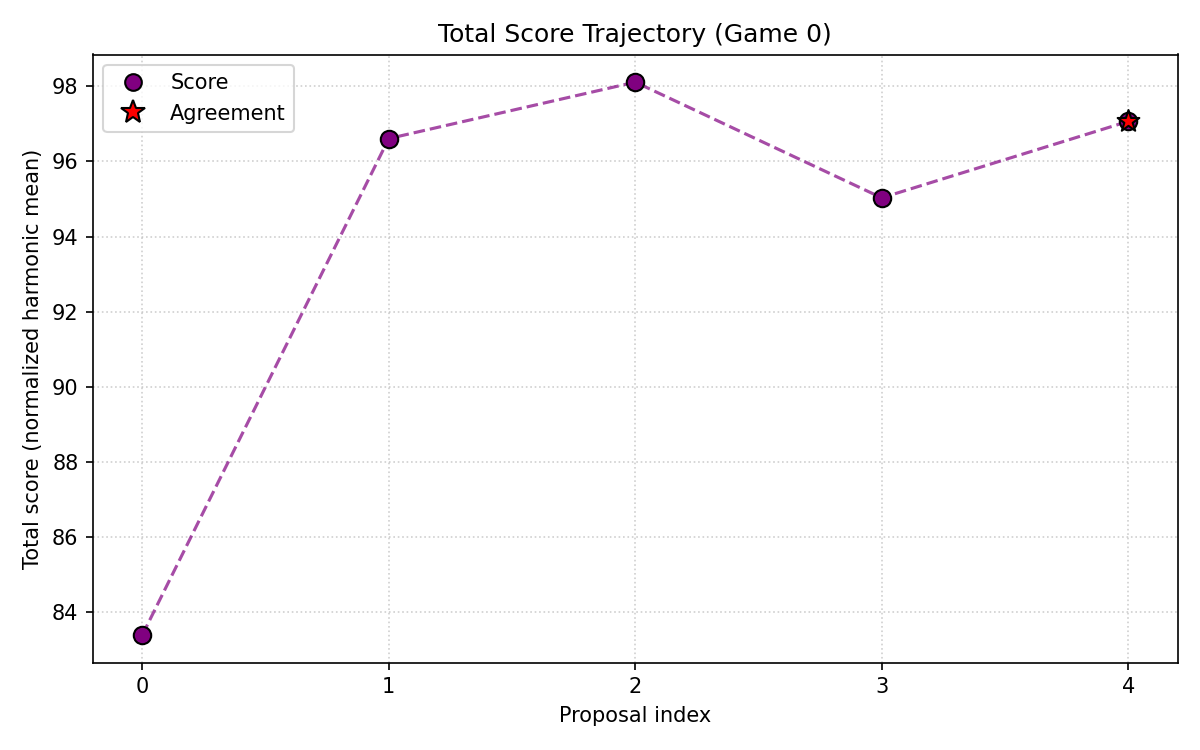 Total Score Trajectory (Game 0)
Score
Agreement
Total score (normalized harmonic mean)
98
96
94
92
90
88
86
84
0 1 2 3 4
Proposal index